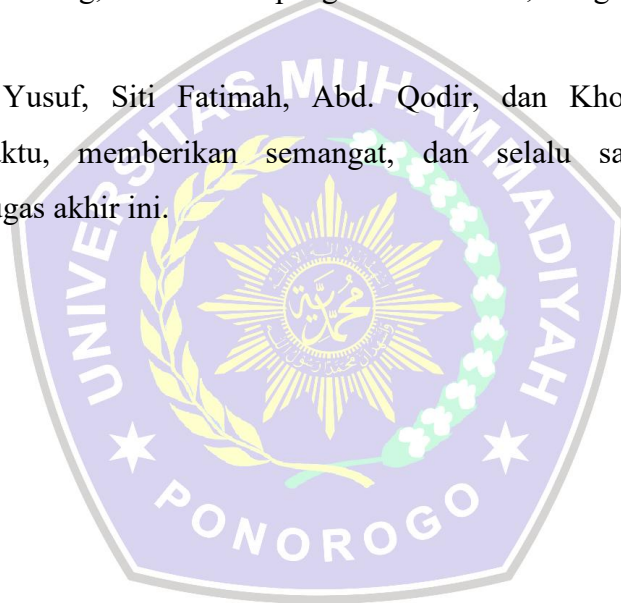 Yusuf, Siti Fatimah, Abd. Qodir, dan Kho
ktu, memberikan semangat, dan selalu sa
gas akhir ini.
UNIVERSITAS MUHAMMADIYAH
PONOROGO
محمدية